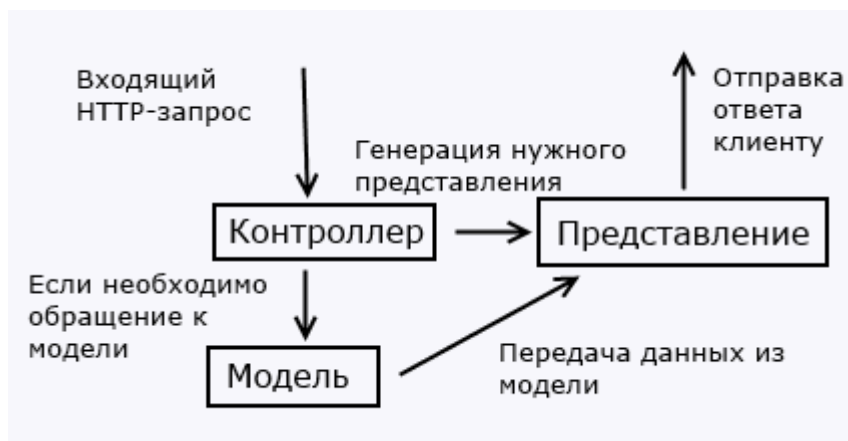 Входящий
HTTP-запрос
Отправка
ответа
клиенту
Генерация нужного
представления
Контроллер
Представление
Если необходимо
обращение к
модели
Модель
Передача данных из
модели